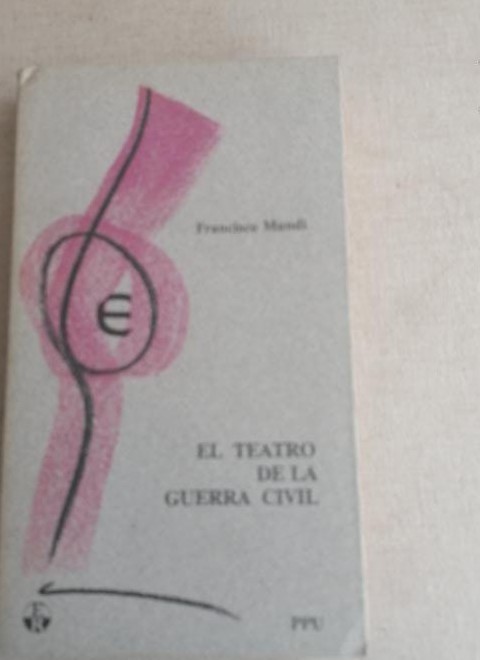 Francisco Mundi
Є
EL TEATRO
DE LA
GUERRA CIVIL
PPU